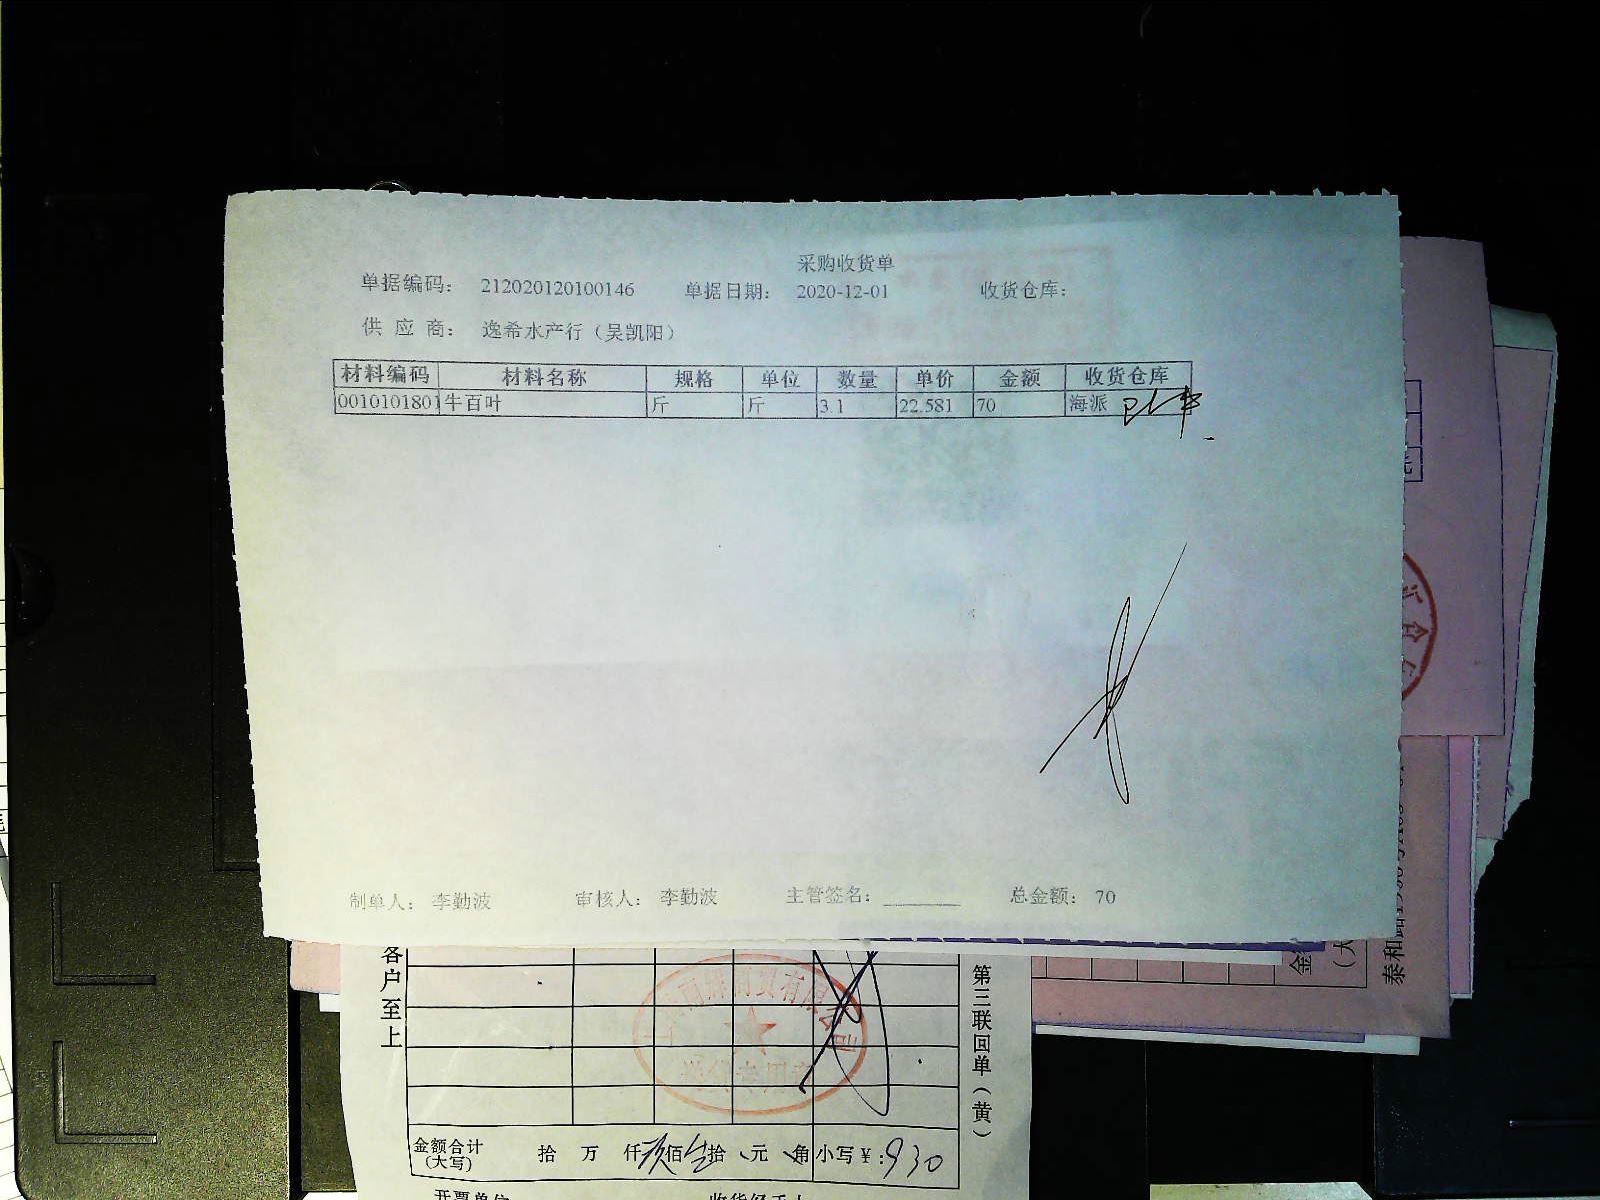 采购收货单
单据编码： 212020120100146 单据日期： 2020-12-01 收货仓库：
供 应 商： 逸希水产行（吴凯阳）
材料编码 材料名称 规格 单位 数量 单价 金额 收货仓库
0010101801 牛百叶 斤 斤 3.1 22.581 70 海派
制单人： 李勤波 审核人： 李勤波 主管签名： 总金额： 70
客户至上
第三联回单（黄）
金额合计 拾 万 仟 玖佰 拾 元 角 小写￥：930
(大写)